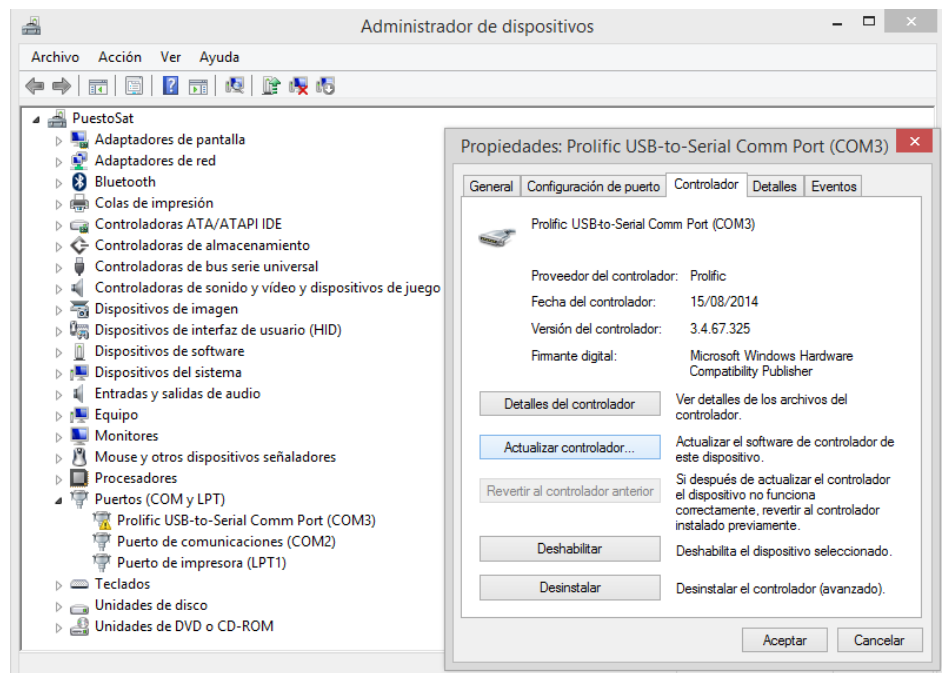 Administrador de dispositivos
Archivo Acción Ver Ayuda
PuestoSat
Adaptadores de pantalla
Adaptadores de red
Bluetooth
Colas de impresión
Controladoras ATA/ATAPI IDE
Controladoras de almacenamiento
Controladoras de bus serie universal
Controladoras de sonido y vídeo y dispositivos de juego
Dispositivos de imagen
Dispositivos de interfaz de usuario (HID)
Dispositivos de software
Dispositivos del sistema
Entradas y salidas de audio
Equipo
Monitores
Mouse y otros dispositivos señaladores
Procesadores
Puertos (COM y LPT)
Prolific USB-to-Serial Comm Port (COM3)
Puerto de comunicaciones (COM2)
Puerto de impresora (LPT1)
Teclados
Unidades de disco
Unidades de DVD o CD-ROM
Propiedades: Prolific USB-to-Serial Comm Port (COM3)
General Configuración de puerto Controlador Detalles Eventos
Prolific USB-to-Serial Comm Port (COM3)
Proveedor del controlador: Prolific
Fecha del controlador: 15/08/2014
Versión del controlador: 3.4.67.325
Firmante digital: Microsoft Windows Hardware
Compatibility Publisher
Detalles del controlador
Ver detalles de los archivos del
controlador.
Actualizar controlador...
Actualizar el software de controlador de
este dispositivo.
Revertir al controlador anterior
Si después de actualizar el controlador
el dispositivo no funciona
correctamente, revertir al controlador
instalado previamente.
Deshabilitar
Deshabilita el dispositivo seleccionado.
Desinstalar
Desinstalar el controlador (avanzado).
Aceptar Cancelar